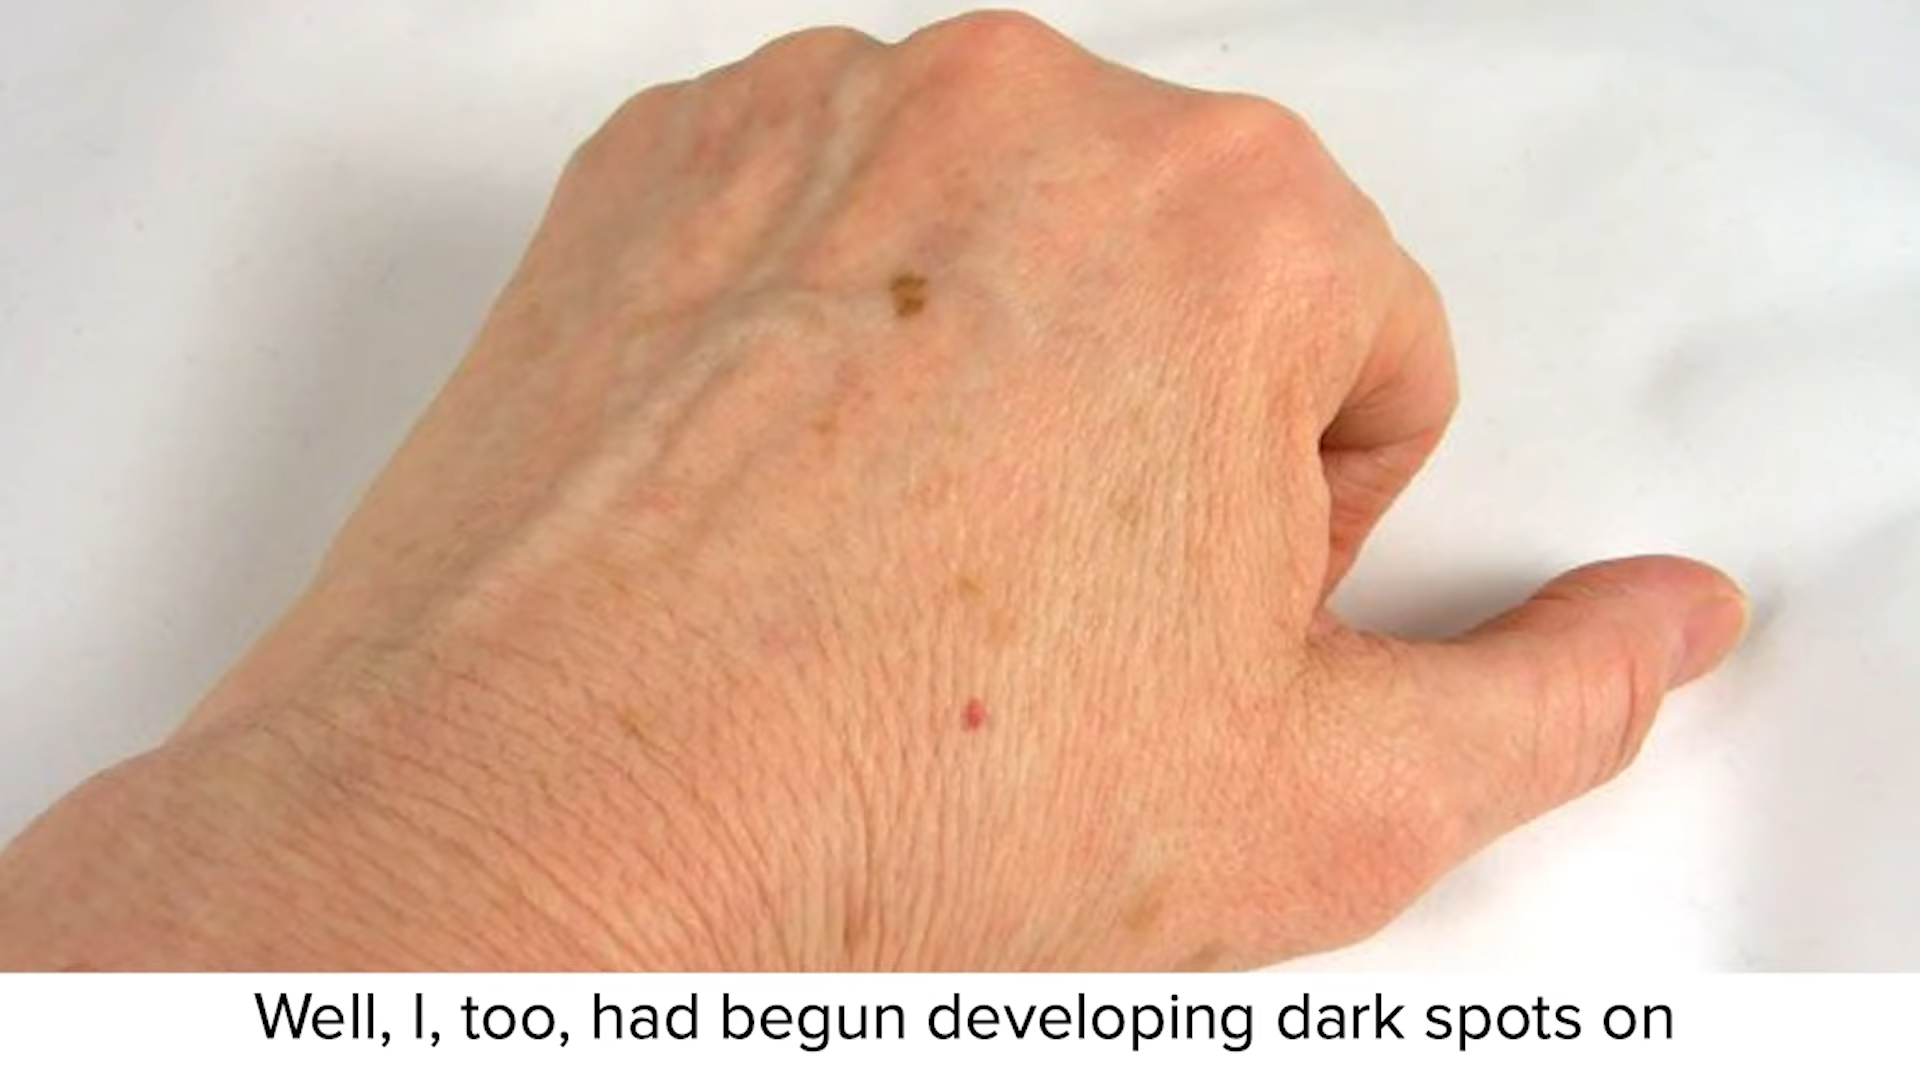 Well, I, too, had begun developing dark spots on